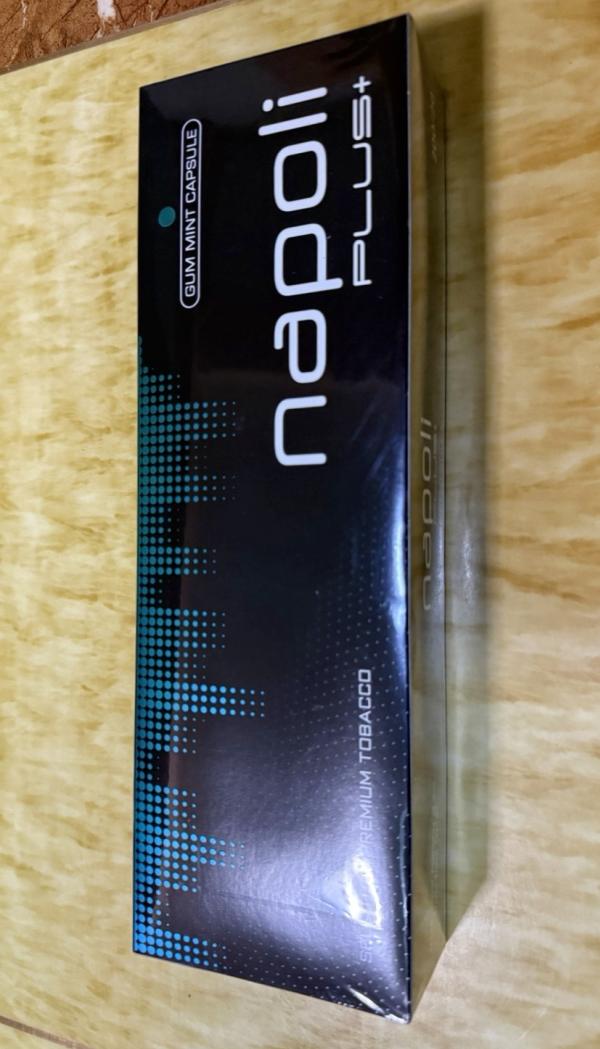 napoli
PLUS+
GUM MINT CAPSULE
PREMIUM TOBACCO
napoli